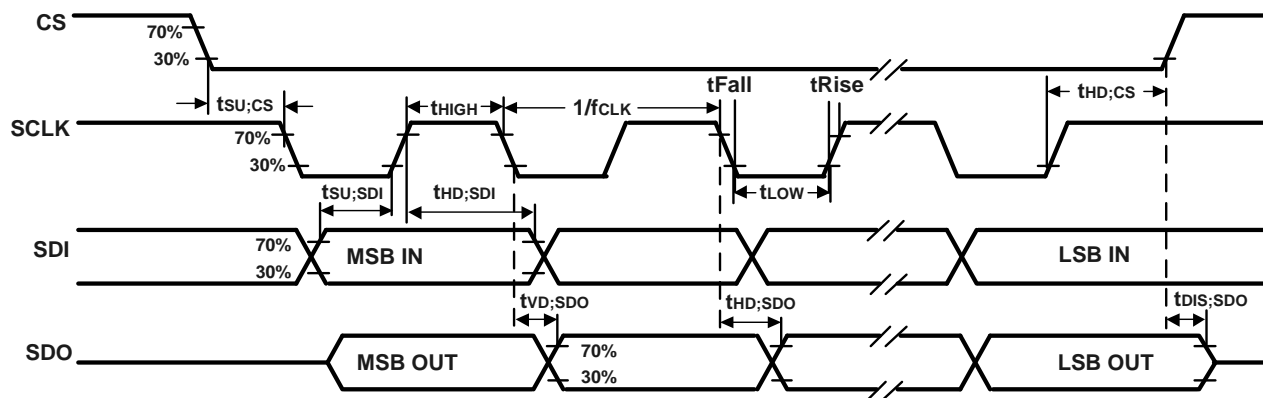 CS
70%
30%
tFall
tRise
tHD;CS
tSU;CS
tHIGH
1/fCLK
SCLK
70%
30%
tSU;SDI
tHD;SDI
tLOW
SDI
70%
30%
MSB IN
LSB IN
tVD;SDO
tHD;SDO
tDIS;SDO
SDO
MSB OUT
70%
30%
LSB OUT